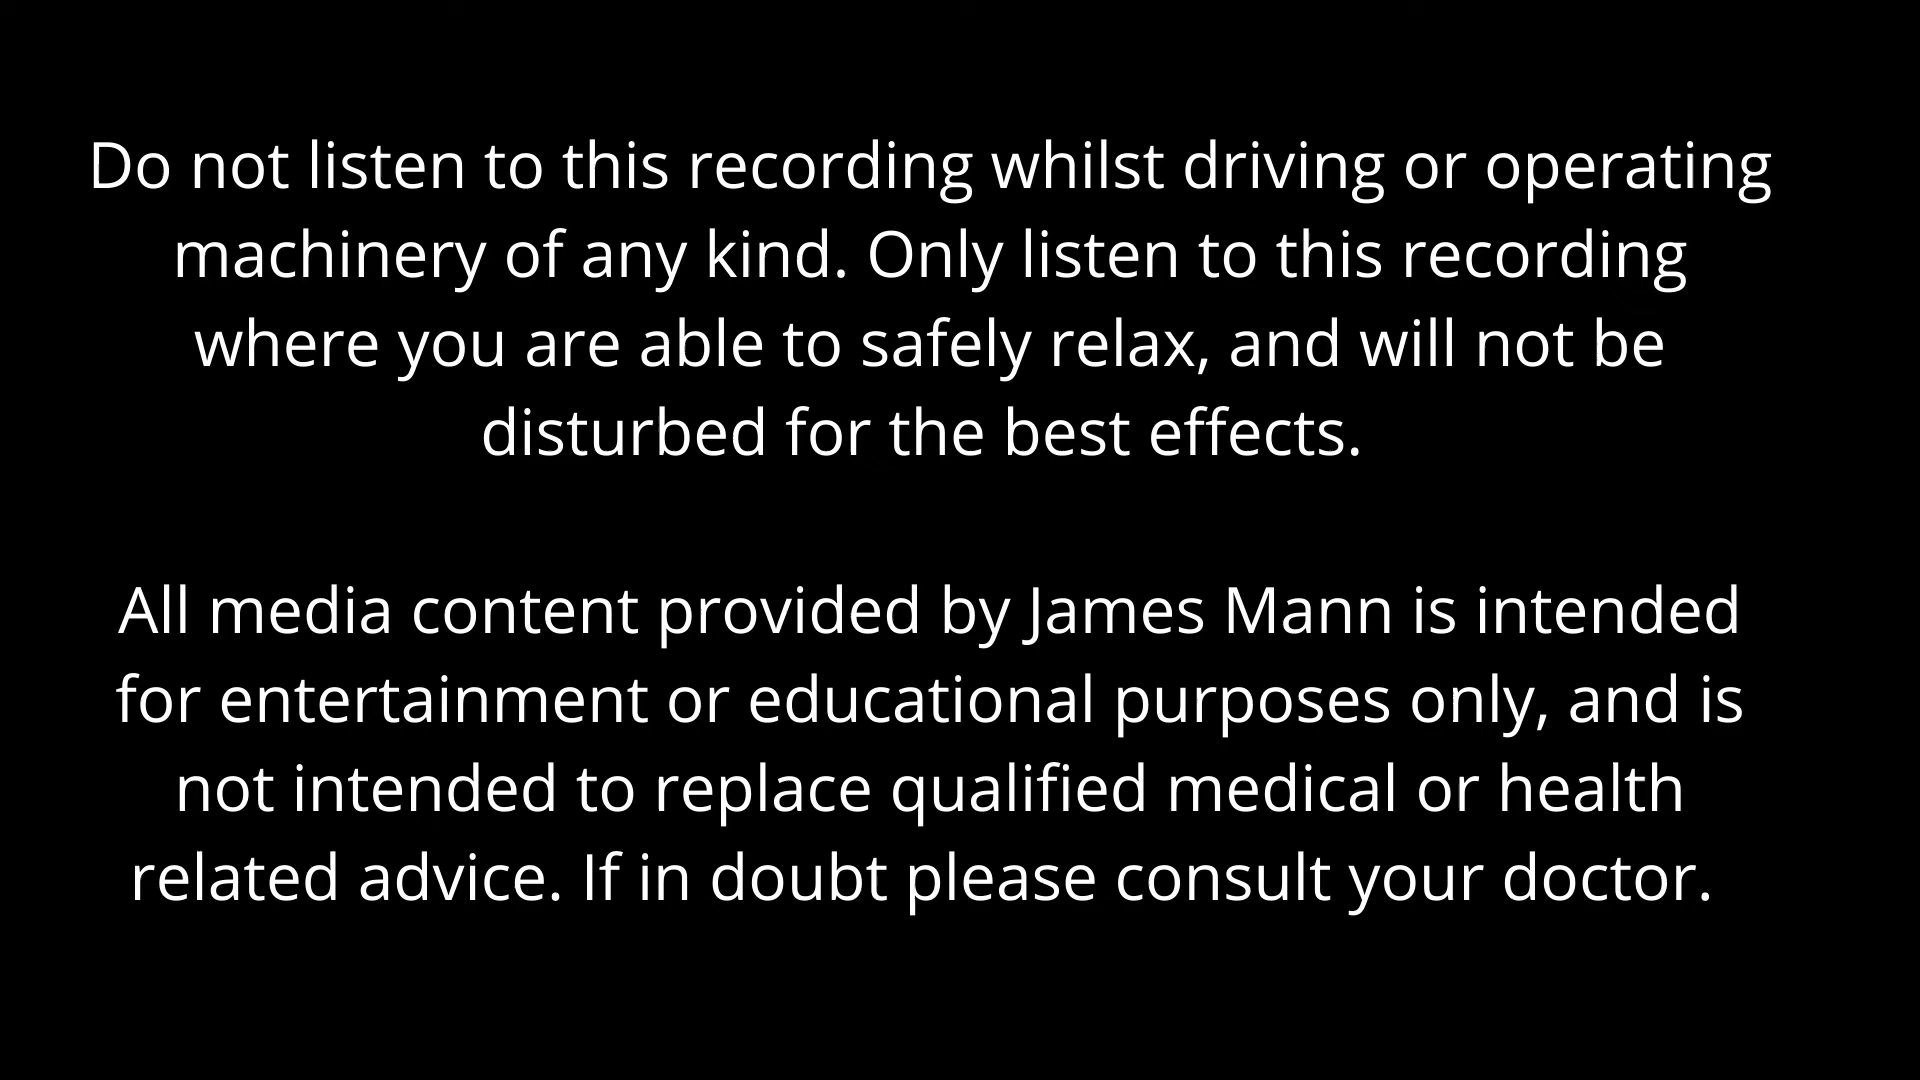 Do not listen to this recording whilst driving or operating
machinery of any kind. Only listen to this recording
where you are able to safely relax, and will not be
disturbed for the best effects.
All media content provided by James Mann is intended
for entertainment or educational purposes only, and is
not intended to replace qualified medical or health
related advice. If in doubt please consult your doctor.